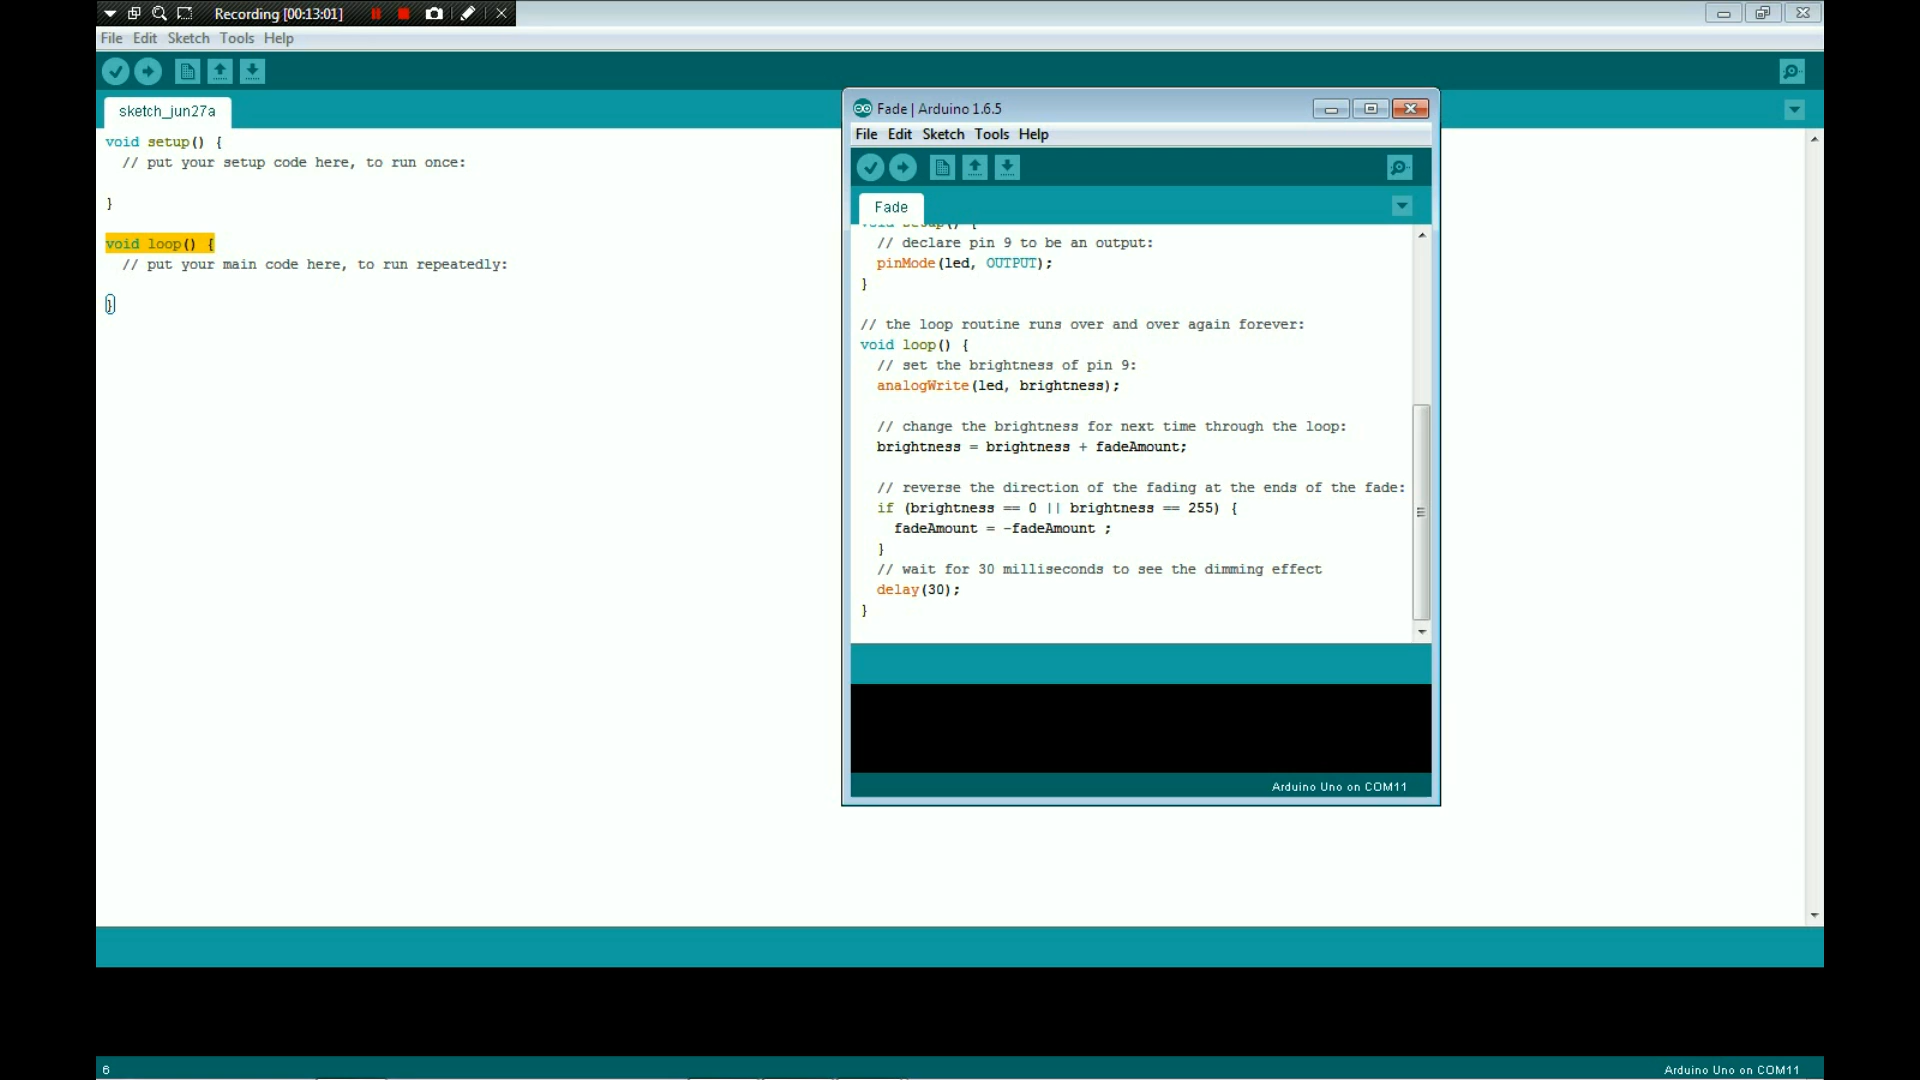 Recording [00:13:01]
File Edit Sketch Tools Help
sketch_jun27a
void setup() {
// put your setup code here, to run once:
}
void loop() {
// put your main code here, to run repeatedly:
}
Fade | Arduino 1.6.5
File Edit Sketch Tools Help
Fade
void setup() {
// declare pin 9 to be an output:
pinMode(led, OUTPUT);
}
// the loop routine runs over and over again forever:
void loop() {
// set the brightness of pin 9:
analogWrite(led, brightness);
// change the brightness for next time through the loop:
brightness = brightness + fadeAmount;
// reverse the direction of the fading at the ends of the fade:
if (brightness == 0 || brightness == 255) {
fadeAmount = -fadeAmount ;
}
// wait for 30 milliseconds to see the dimming effect
delay(30);
}
Arduino Uno on COM11
6
Arduino Uno on COM11